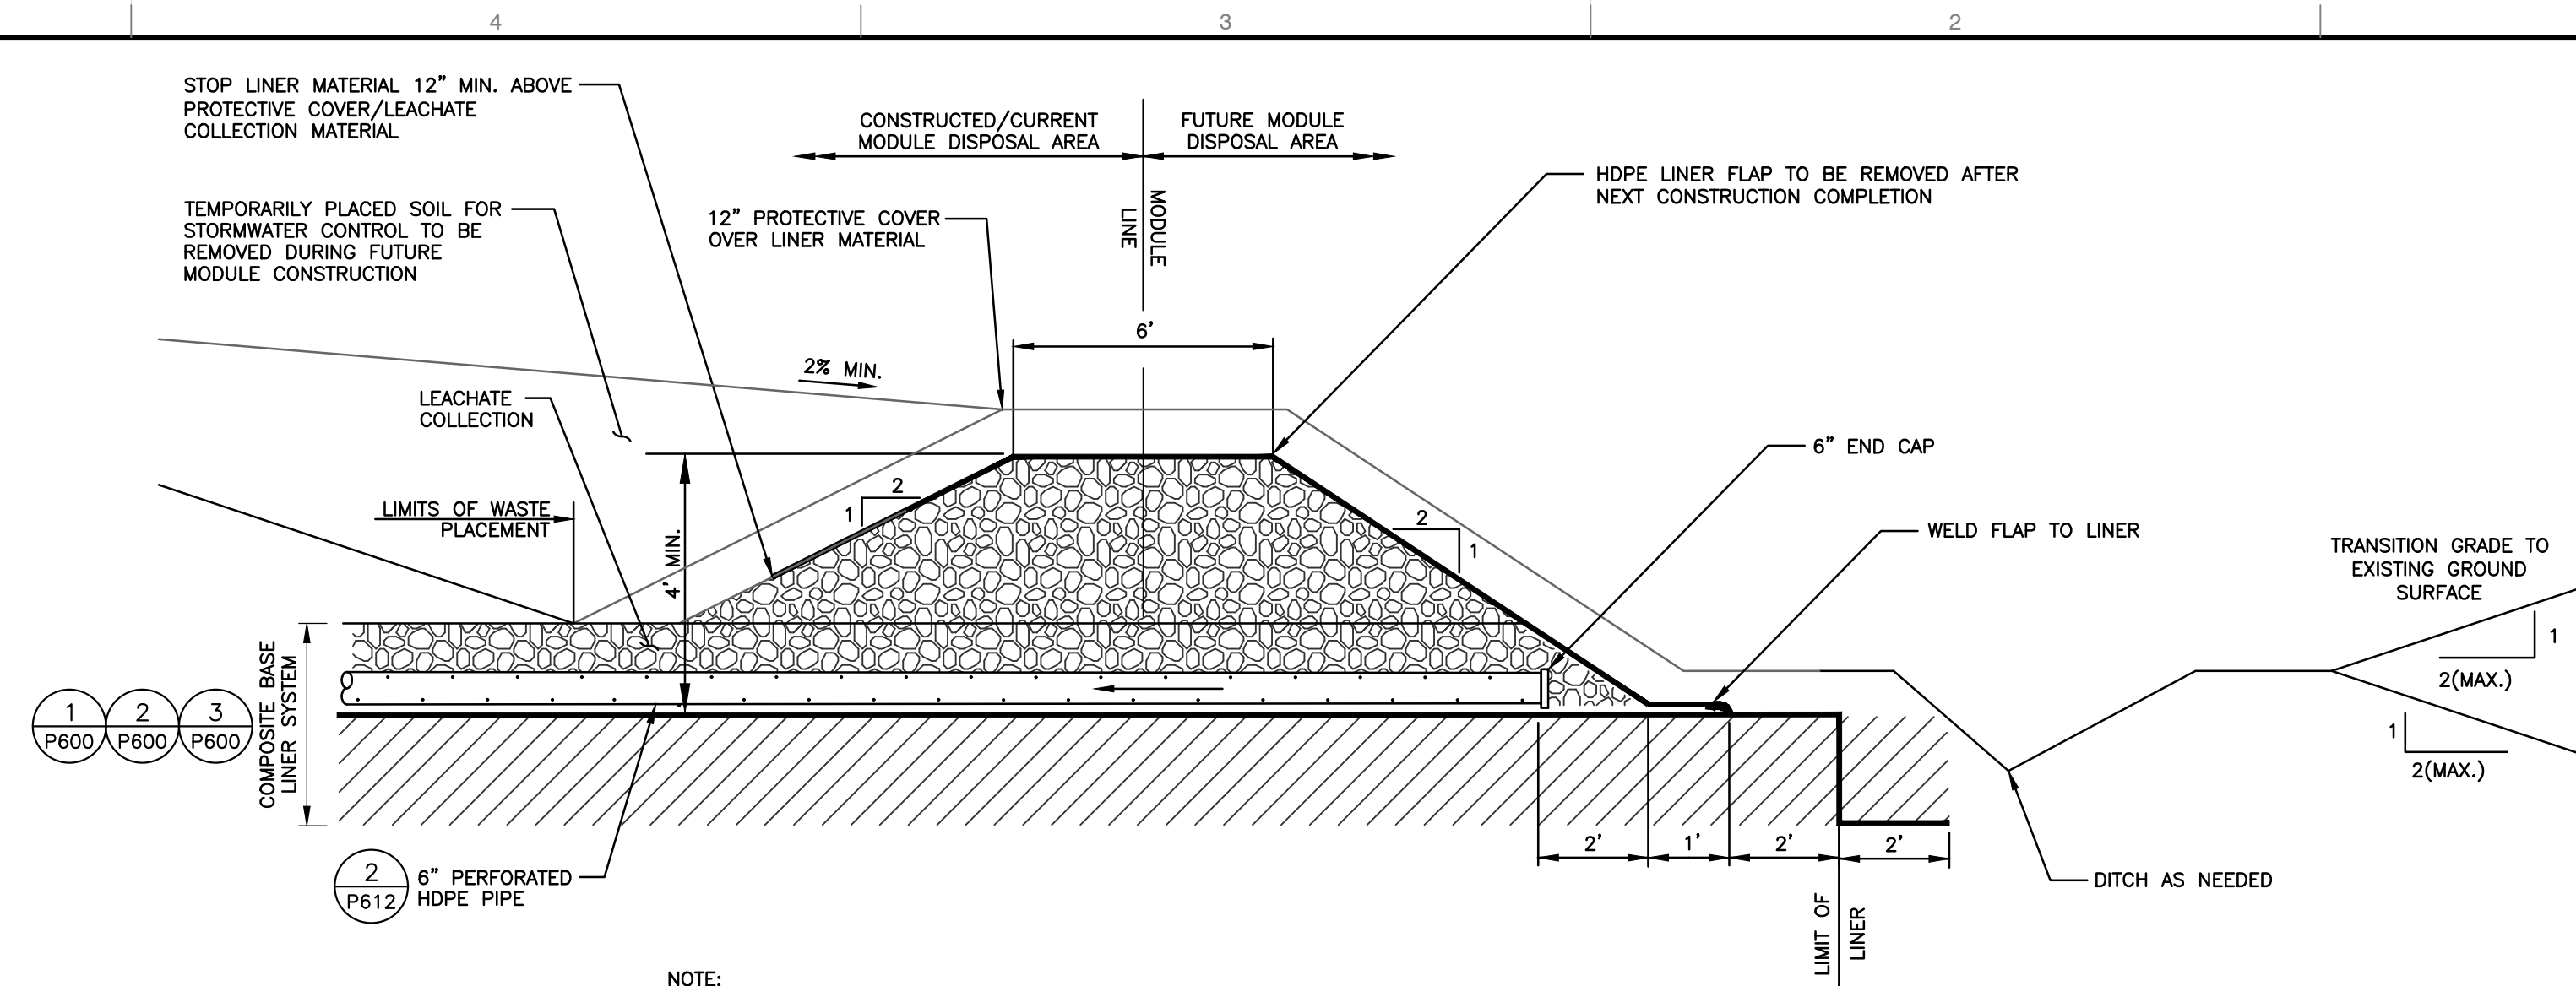 4
3
2
STOP LINER MATERIAL 12” MIN. ABOVE
PROTECTIVE COVER/LEACHATE
COLLECTION MATERIAL
CONSTRUCTED/CURRENT
MODULE DISPOSAL AREA
FUTURE MODULE
DISPOSAL AREA
HDPE LINER FLAP TO BE REMOVED AFTER
NEXT CONSTRUCTION COMPLETION
TEMPORARILY PLACED SOIL FOR
STORMWATER CONTROL TO BE
REMOVED DURING FUTURE
MODULE CONSTRUCTION
12” PROTECTIVE COVER
OVER LINER MATERIAL
MODULE
LINE
6’
2% MIN.
LEACHATE
COLLECTION
6” END CAP
LIMITS OF WASTE
PLACEMENT
2
1
4’ MIN.
2
1
WELD FLAP TO LINER
TRANSITION GRADE TO
EXISTING GROUND
SURFACE
1
2(MAX.)
1
2(MAX.)
COMPOSITE BASE
LINER SYSTEM
1
P600
2
P600
3
P600
2’
1’
2’
2’
2
P612
6” PERFORATED
HDPE PIPE
DITCH AS NEEDED
LIMIT OF
LINER
NOTE: